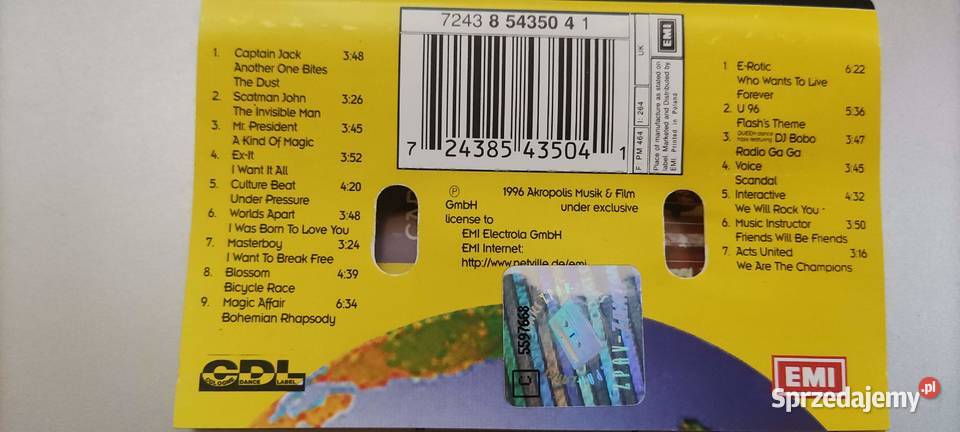 7243 8 54350 4 1
1. Captain Jack 3:48
Another One Bites
The Dust
2. Scatman John 3:26
The Invisible Man
3. Mr. President 3:45
A Kind Of Magic
4. Ex-It 3:52
I Want It All
5. Culture Beat 4:20
Under Pressure
6. Worlds Apart 3:48
I Was Born To Love You
7. Masterboy 3:24
I Want To Break Free
8. Blossom 4:39
Bicycle Race
9. Magic Affair 6:34
Bohemian Rhapsody
CDL
COLOGNE DANCE LABEL
7 24385 43504 1
UK
F: PM 464 I: 264
EMI
Place of manufacture as stated on
label. Marketed and Distributed by
EMI. Printed in Poland
℗ 1996 Akropolis Musik & Film
GmbH under exclusive
license to
EMI Electrola GmbH
EMI Internet:
http://www.petville.de/emi
1 E-Rotic 6:22
Who Wants To Live
Forever
2. U 96 5:36
Flash's Theme
3. QUEEN dance traxx featuring DJ Bobo 3:47
Radio Ga Ga
4. Voice 3:45
Scandal
5. Interactive 4:32
We Will Rock You
6. Music Instructor 3:50
Friends Will Be Friends
7. Acts United 3:16
We Are The Champions
5597668
C
ZPAV
EMI
Sprzedajemy.pl